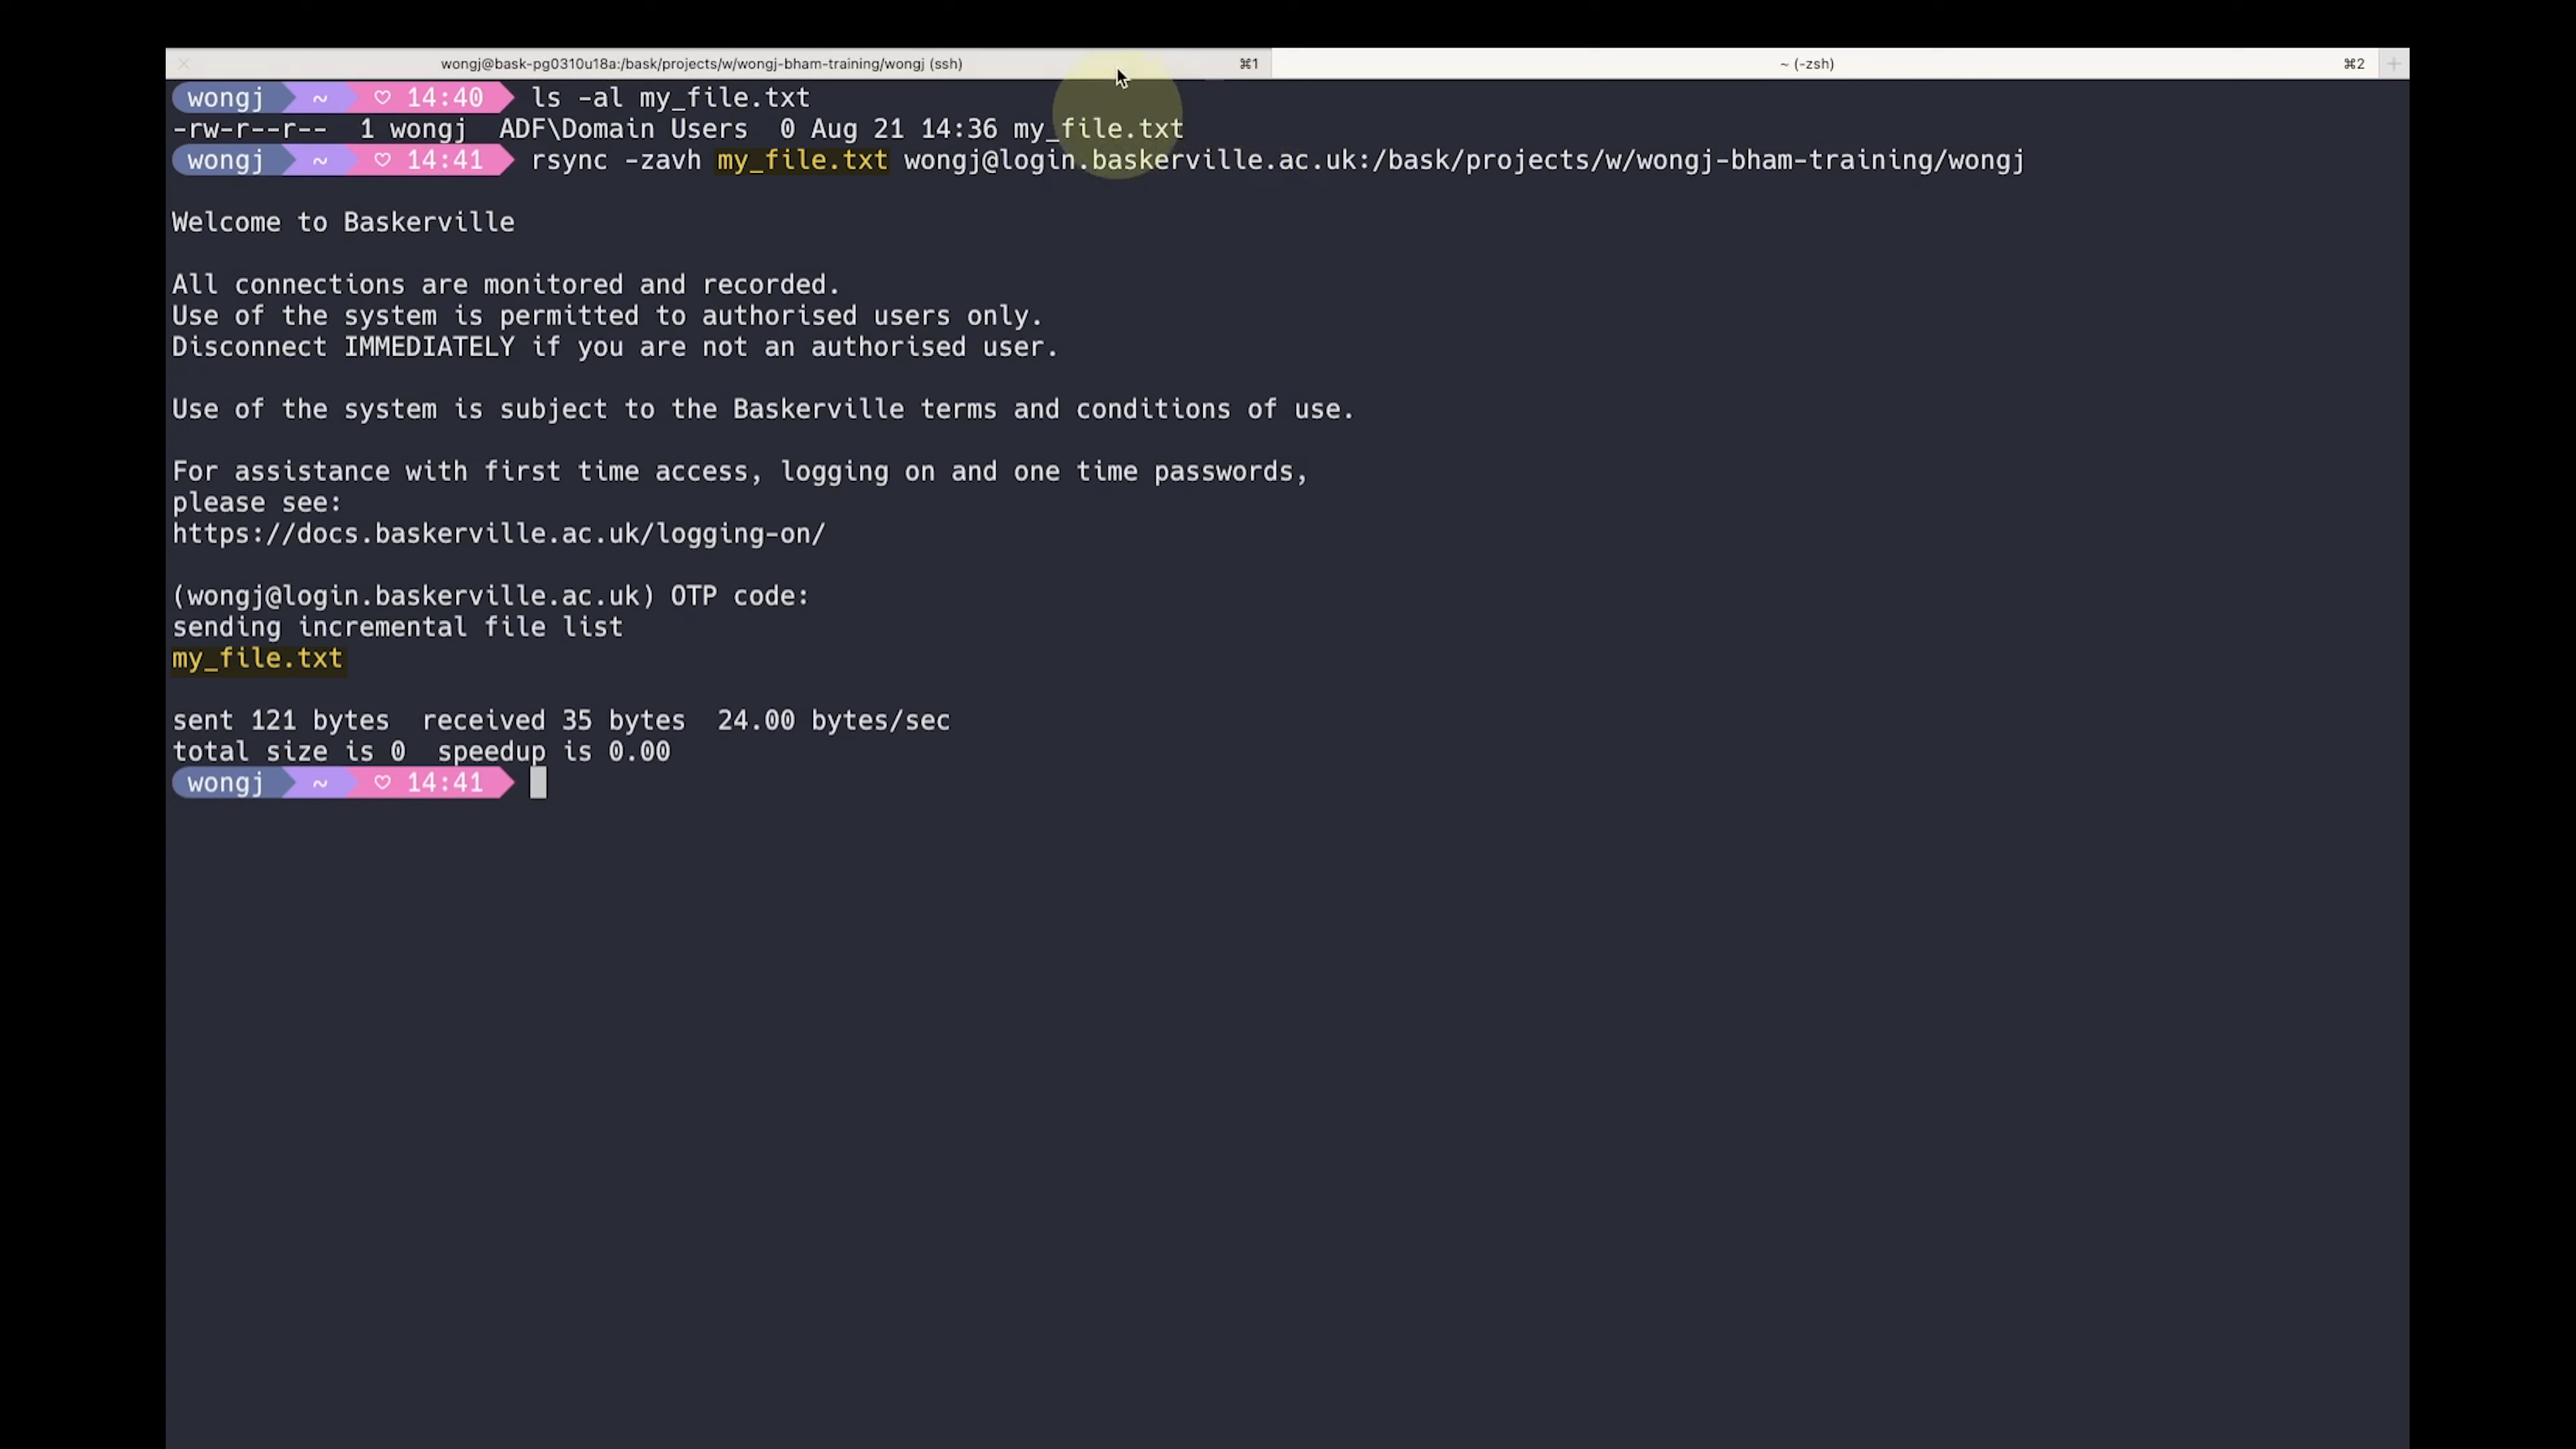 wongj@bask-pg0310u18a:/bask/projects/w/wongj-bham-training/wongj (ssh) ⌘1 ~ (-zsh) ⌘2
wongj ~ ♡ 14:40 ls -al my_file.txt
-rw-r--r-- 1 wongj ADF\Domain Users 0 Aug 21 14:36 my_file.txt
wongj ~ ♡ 14:41 rsync -zavh my_file.txt wongj@login.baskerville.ac.uk:/bask/projects/w/wongj-bham-training/wongj
Welcome to Baskerville
All connections are monitored and recorded.
Use of the system is permitted to authorised users only.
Disconnect IMMEDIATELY if you are not an authorised user.
Use of the system is subject to the Baskerville terms and conditions of use.
For assistance with first time access, logging on and one time passwords,
please see:
https://docs.baskerville.ac.uk/logging-on/
(wongj@login.baskerville.ac.uk) OTP code:
sending incremental file list
my_file.txt
sent 121 bytes received 35 bytes 24.00 bytes/sec
total size is 0 speedup is 0.00
wongj ~ ♡ 14:41